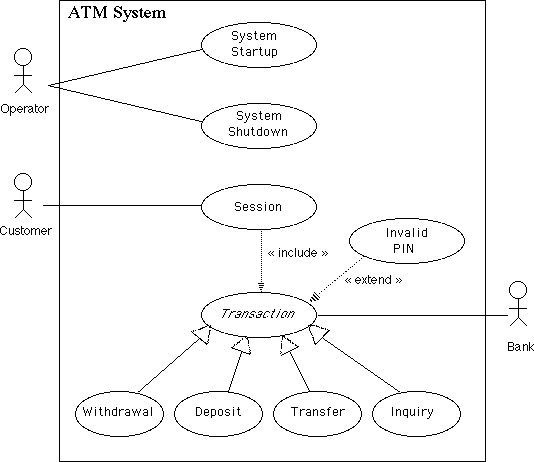 ATM System
System
Startup
Operator
System
Shutdown
Customer
Session
Invalid
PIN
« include »
« extend »
Transaction
Bank
Withdrawal
Deposit
Transfer
Inquiry